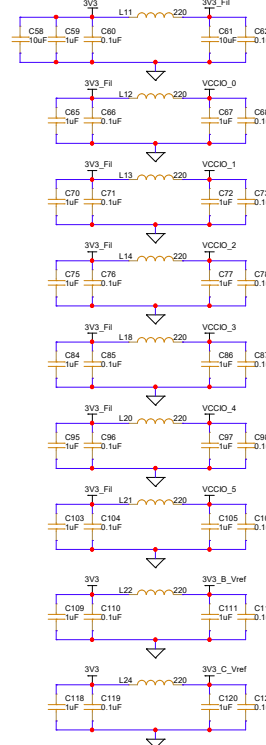 3V3 L11 220 3V3_Fil
C58 10uF C59 1uF C60 0.1uF C61 10uF
3V3_Fil L12 220 VCCIO_0
C65 1uF C66 0.1uF C67 1uF
3V3_Fil L13 220 VCCIO_1
C70 1uF C71 0.1uF C72 1uF
3V3_Fil L14 220 VCCIO_2
C75 1uF C76 0.1uF C77 1uF
3V3_Fil L18 220 VCCIO_3
C84 1uF C85 0.1uF C86 1uF
3V3_Fil L20 220 VCCIO_4
C95 1uF C96 0.1uF C97 1uF
3V3_Fil L21 220 VCCIO_5
C103 1uF C104 0.1uF C105 1uF
3V3 L22 220 3V3_B_Vref
C109 1uF C110 0.1uF C111 1uF
3V3 L24 220 3V3_C_Vref
C118 1uF C119 0.1uF C120 1uF